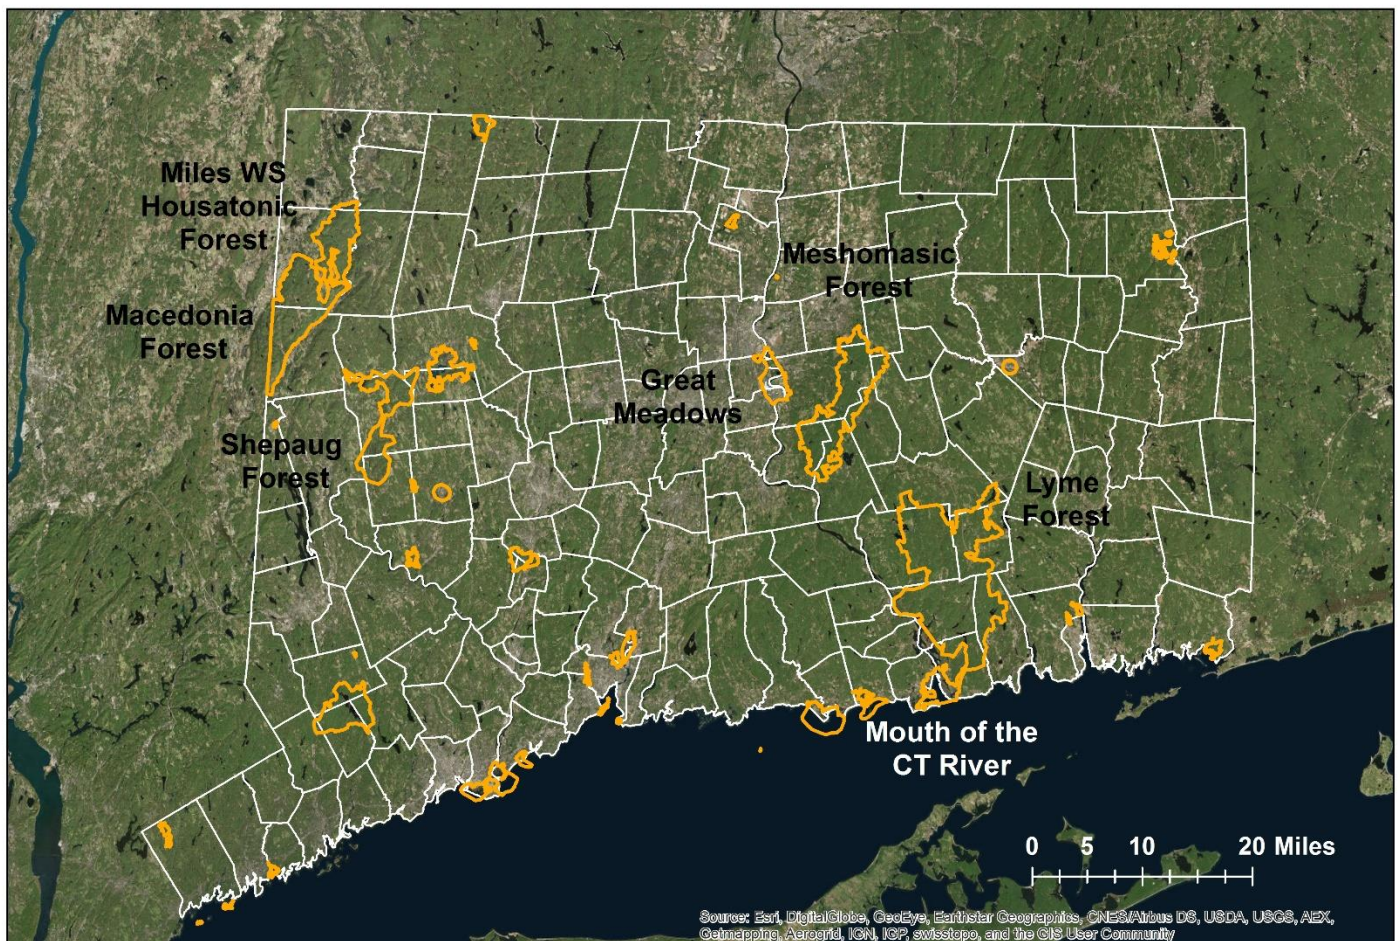 Miles WS
Housatonic
Forest
Macedonia
Forest
Meshomasic
Forest
Great
Meadows
Shepaug
Forest
Lyme
Forest
Mouth of the
CT River
0 5 10 20 Miles
Source: Esri, DigitalGlobe, GeoEye, Earthstar Geographics, CNES/Airbus DS, USDA, USGS, AEX,
Getmapping, Aerogrid, IGN, IGP, swisstopo, and the GIS User Community